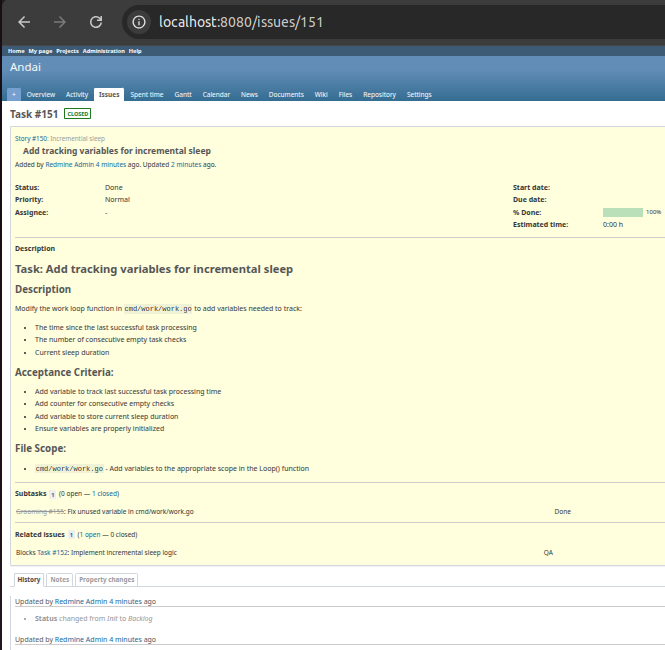 localhost:8080/issues/151
Home My page Projects Administration Help
Andai
+ Overview Activity Issues Spent time Gantt Calendar News Documents Wiki Files Repository Settings
Task #151 CLOSED
Story #150: Incremential sleep
Add tracking variables for incremental sleep
Added by Redmine Admin 4 minutes ago. Updated 2 minutes ago.
Status: Done Start date:
Priority: Normal Due date:
Assignee: - % Done: 100%
Estimated time: 0:00 h
Description
Task: Add tracking variables for incremental sleep
Description
Modify the work loop function in cmd/work/work.go to add variables needed to track:
• The time since the last successful task processing
• The number of consecutive empty task checks
• Current sleep duration
Acceptance Criteria:
• Add variable to track last successful task processing time
• Add counter for consecutive empty checks
• Add variable to store current sleep duration
• Ensure variables are properly initialized
File Scope:
• cmd/work/work.go - Add variables to the appropriate scope in the Loop() function
Subtasks 1 (0 open — 1 closed)
Grooming #155: Fix unused variable in cmd/work/work.go Done
Related issues 1 (1 open — 0 closed)
Blocks Task #152: Implement incremental sleep logic QA
History Notes Property changes
Updated by Redmine Admin 4 minutes ago
• Status changed from Init to Backlog
Updated by Redmine Admin 4 minutes ago